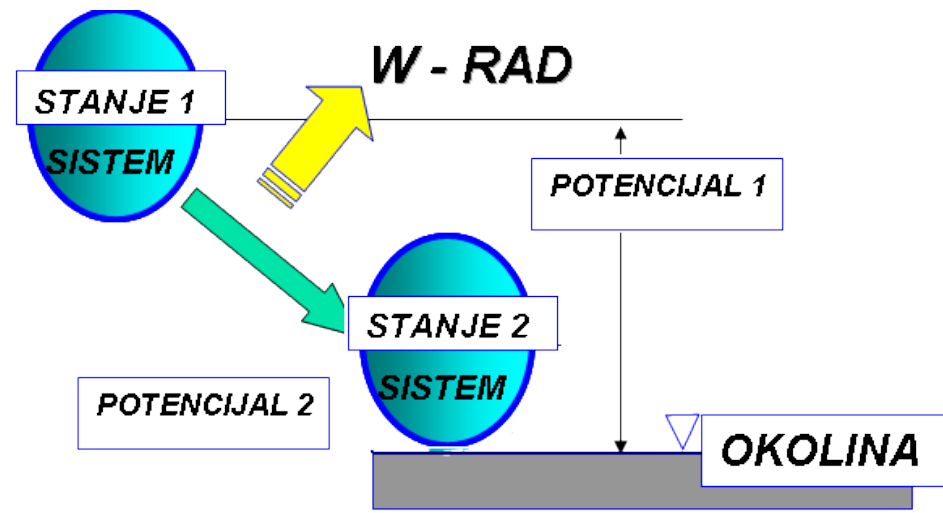 W - RAD
STANJE 1
SISTEM
POTENCIJAL 1
STANJE 2
SISTEM
POTENCIJAL 2
OKOLINA